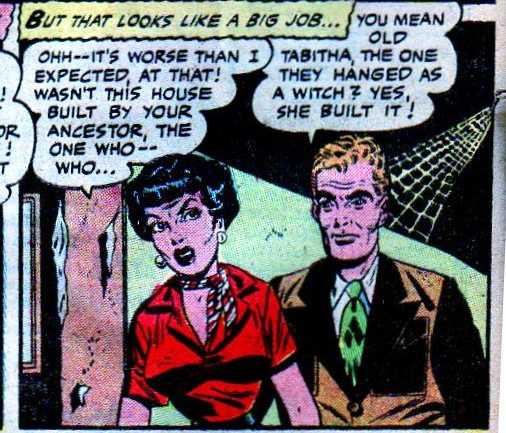 BUT THAT LOOKS LIKE A BIG JOB...
OHH--IT'S WORSE THAN I
EXPECTED, AT THAT!
WASN'T THIS HOUSE
BUILT BY YOUR
ANCESTOR, THE
ONE WHO--
WHO...
YOU MEAN
OLD
TABITHA, THE ONE
THEY HANGED AS
A WITCH? YES,
SHE BUILT IT!